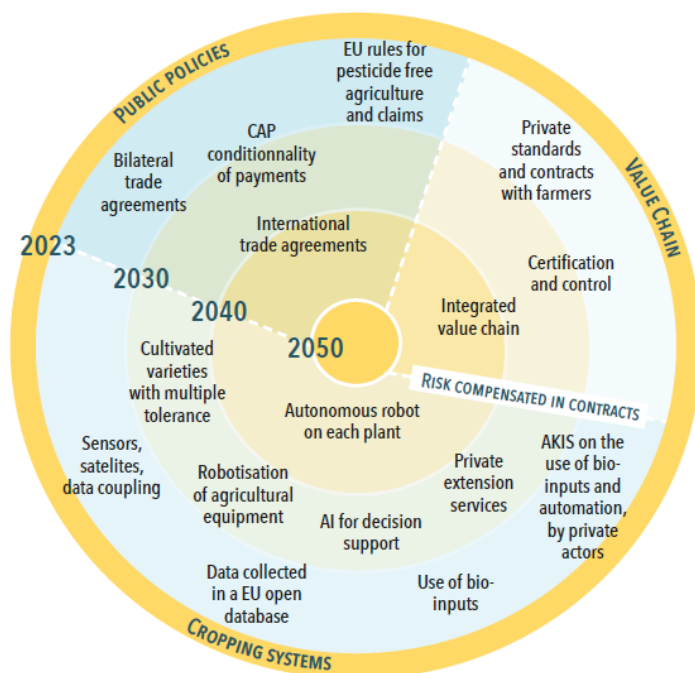 PUBLIC POLICIES
EU rules for
pesticide free
agriculture
and claims
CAP
conditionnality
of payments
Bilateral
trade
agreements
International
trade agreements
VALUE CHAIN
Private
standards
and contracts
with farmers
Certification
and control
Integrated
value chain
2023
2030
2040
2050
RISK COMPENSATED IN CONTRACTS
Cultivated
varieties
with multiple
tolerance
Autonomous robot
on each plant
Sensors,
satelites,
data coupling
Robotisation
of agricultural
equipment
AI for decision
support
Private
extension
services
AKIS on the
use of bio-
inputs and
automation,
by private
actors
Data collected
in a EU open
database
Use of bio-
inputs
CROPPING SYSTEMS